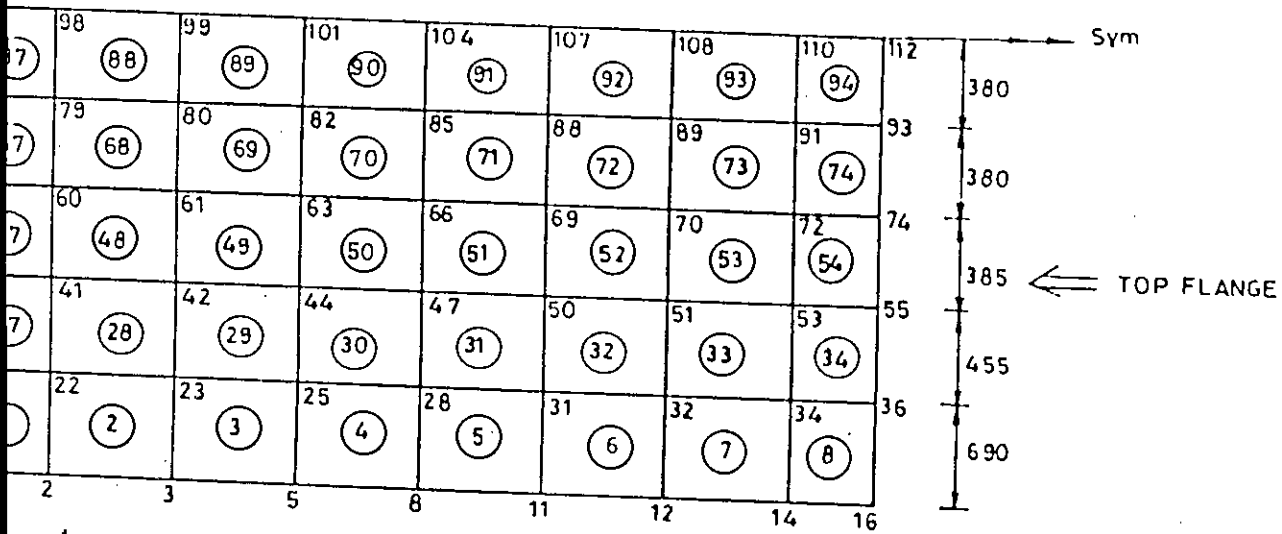 98 99 101 104 107 108 110 112 Sym
88 89 90 91 92 93 94 380
79 80 82 85 88 89 91 93
68 69 70 71 72 73 74 380
60 61 63 66 69 70 72 74
48 49 50 51 52 53 54 385 TOP FLANGE
41 42 44 47 50 51 53 55
28 29 30 31 32 33 34 455
22 23 25 28 31 32 34 36
2 3 4 5 6 7 8 690
2 3 5 8 11 12 14 16